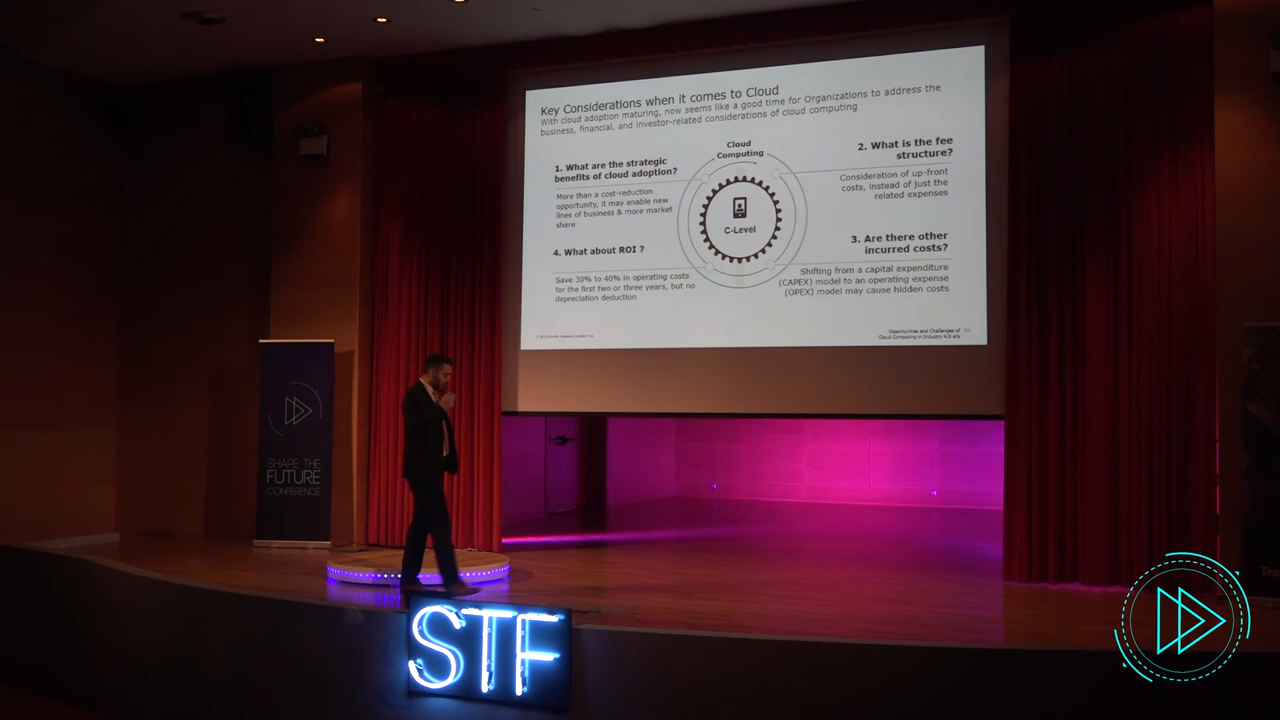 Key Considerations when it comes to Cloud
With cloud adoption maturing, now seems like a good time for Organizations to address the
business, financial, and investor-related considerations of cloud computing
Cloud
Computing
1. What are the strategic
benefits of cloud adoption?
More than a cost-reduction
opportunity, it may enable new
lines of business & more market
share
2. What is the fee
structure?
Consideration of up-front
costs, instead of just the
related expenses
C-Level
4. What about ROI ?
Save 30% to 40% in operating costs
for the first two or three years, but no
depreciation deduction
3. Are there other
incurred costs?
Shifting from a capital expenditure
(CAPEX) model to an operating expense
(OPEX) model may cause hidden costs
Opportunities and Challenges of
Cloud Computing in Industry 4.0 era
SHAPE THE
FUTURE
CONFERENCE
STF